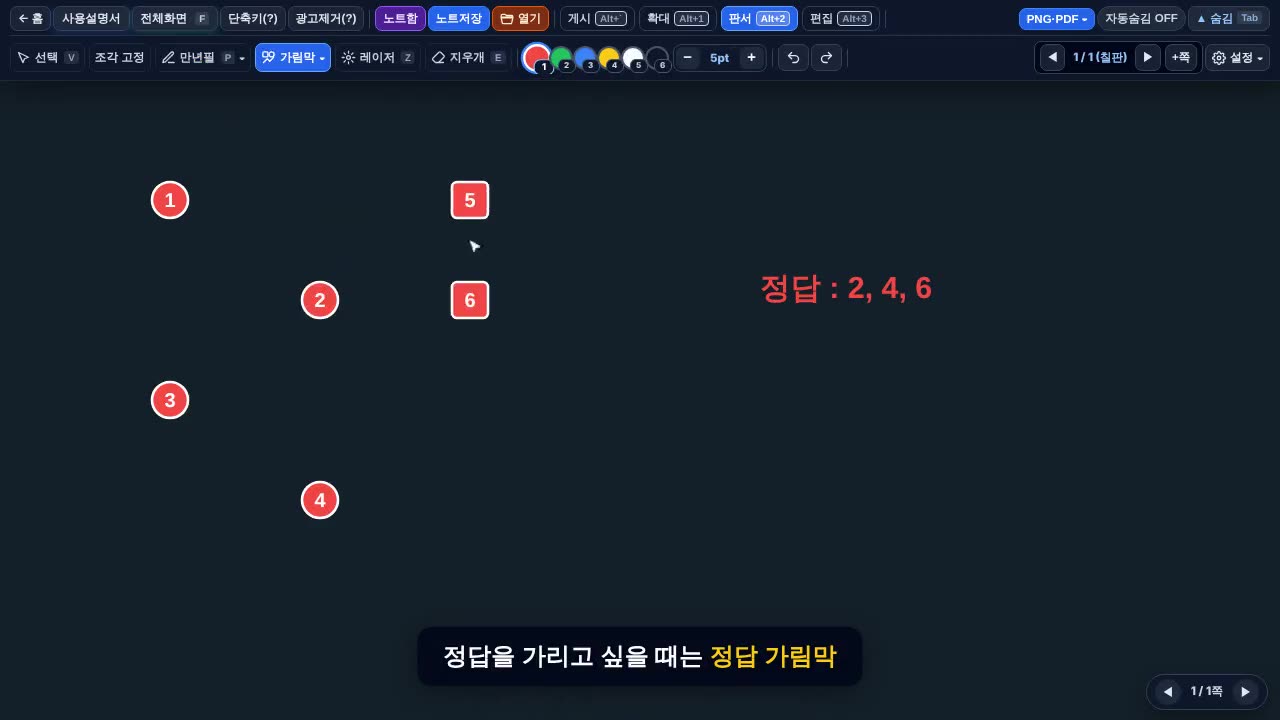 ← 홈 사용설명서 전체화면 F 단축키(?) 광고제거(?) 노트함 노트저장 열기 게시 Alt+` 확대 Alt+1 판서 Alt+2 편집 Alt+3 PNG·PDF 자동숨김 OFF ▲ 숨김 Tab
선택 V 조각 고정 만년필 P 가림막 레이저 Z 지우개 E 1 2 3 4 5 6 − 5pt + ◀ 1 / 1 (칠판) ▶ +쪽 설정
1 5
정답 : 2, 4, 6
2 6
3
4
정답을 가리고 싶을 때는 정답 가림막
◀ 1 / 1쪽 ▶